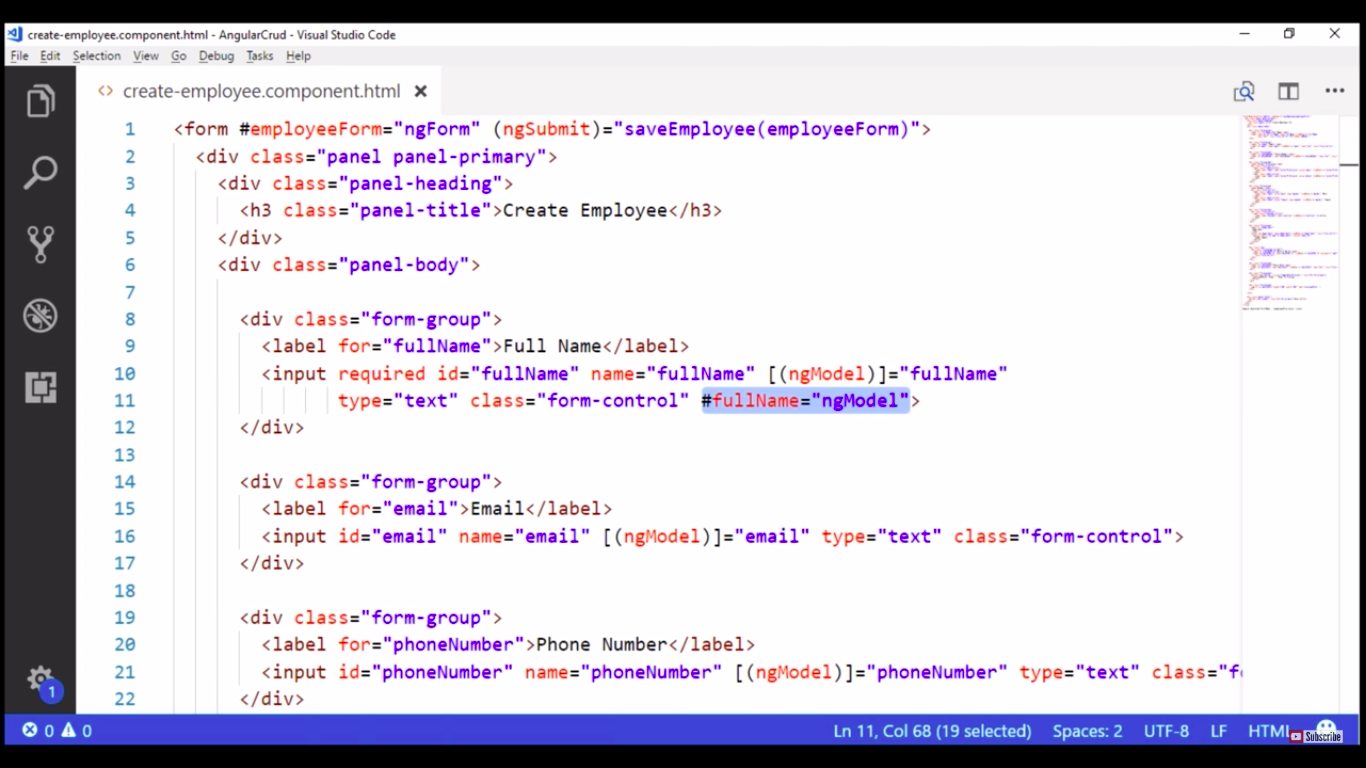 create-employee.component.html - AngularCrud - Visual Studio Code
File Edit Selection View Go Debug Tasks Help
<> create-employee.component.html
1 <form #employeeForm="ngForm" (ngSubmit)="saveEmployee(employeeForm)">
2 <div class="panel panel-primary">
3 <div class="panel-heading">
4 <h3 class="panel-title">Create Employee</h3>
5 </div>
6 <div class="panel-body">
7
8 <div class="form-group">
9 <label for="fullName">Full Name</label>
10 <input required id="fullName" name="fullName" [(ngModel)]="fullName"
11 type="text" class="form-control" #fullName="ngModel">
12 </div>
13
14 <div class="form-group">
15 <label for="email">Email</label>
16 <input id="email" name="email" [(ngModel)]="email" type="text" class="form-control">
17 </div>
18
19 <div class="form-group">
20 <label for="phoneNumber">Phone Number</label>
21 <input id="phoneNumber" name="phoneNumber" [(ngModel)]="phoneNumber" type="text" class="f
22 </div>
1
0 0 Ln 11, Col 68 (19 selected) Spaces: 2 UTF-8 LF HTML
Subscribe